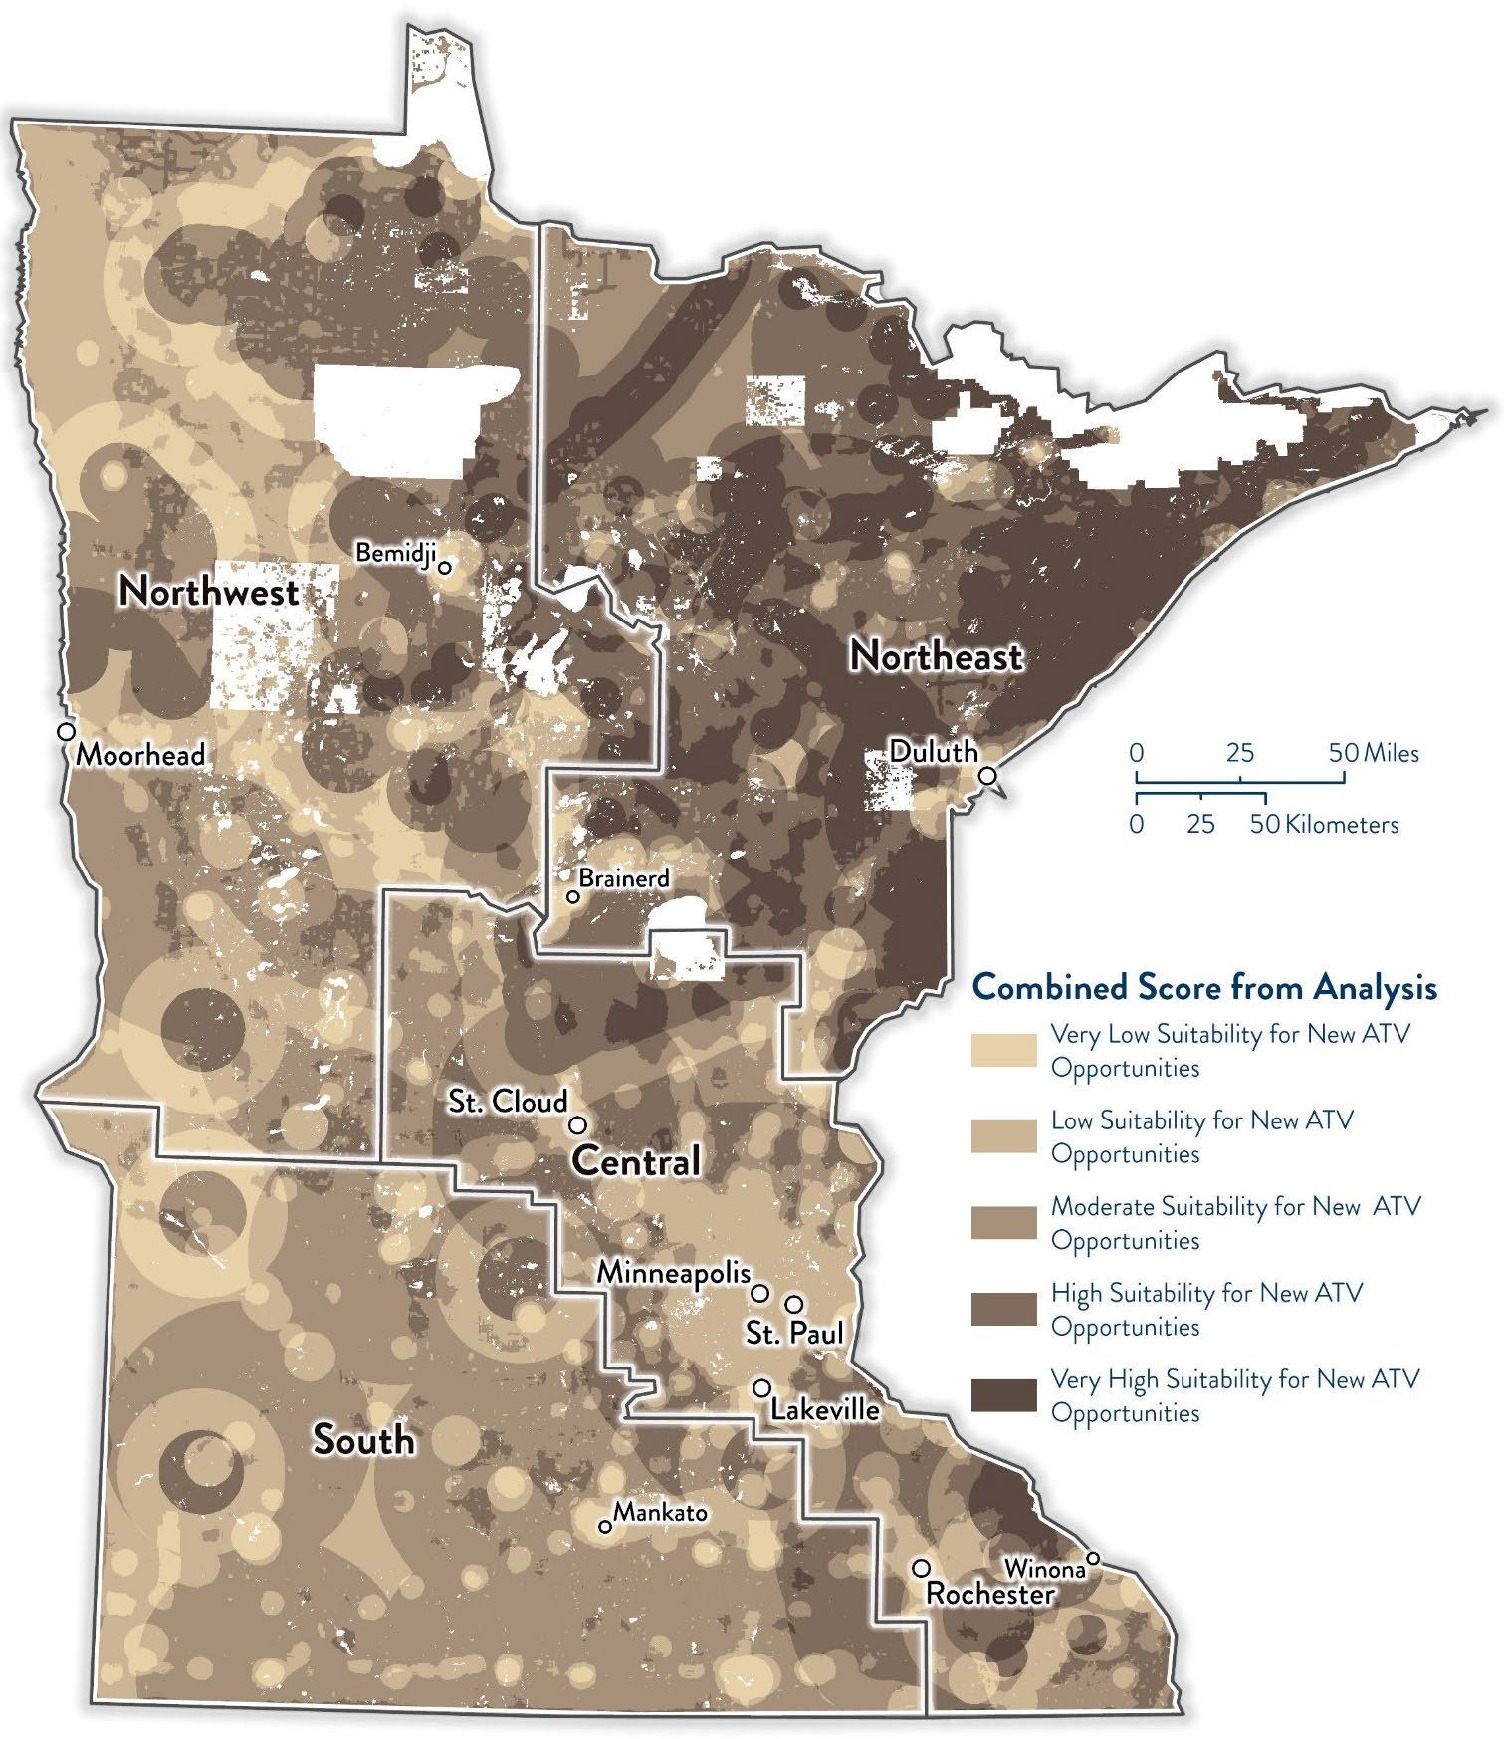 Bemidji
Northwest
Northeast
Moorhead
Duluth
0 25 50 Miles
0 25 50 Kilometers
Brainerd
Combined Score from Analysis
Very Low Suitability for New ATV
Opportunities
Low Suitability for New ATV
Opportunities
Moderate Suitability for New ATV
Opportunities
High Suitability for New ATV
Opportunities
Very High Suitability for New ATV
Opportunities
St. Cloud
Central
Minneapolis
St. Paul
Lakeville
South
Mankato
Winona
Rochester